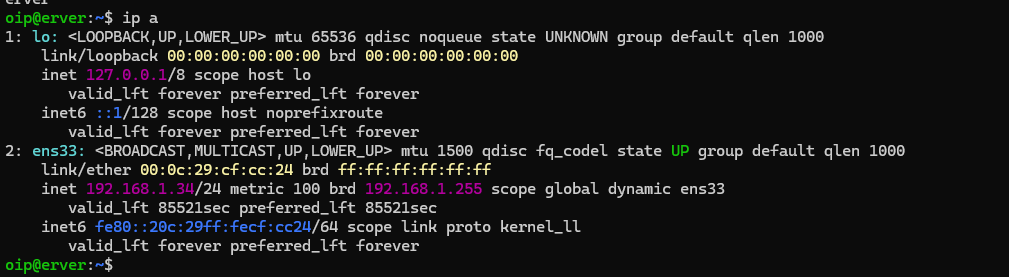 erver
oip@erver:~$ ip a
1: lo: <LOOPBACK,UP,LOWER_UP> mtu 65536 qdisc noqueue state UNKNOWN group default qlen 1000
    link/loopback 00:00:00:00:00:00 brd 00:00:00:00:00:00
    inet 127.0.0.1/8 scope host lo
       valid_lft forever preferred_lft forever
    inet6 ::1/128 scope host noprefixroute
       valid_lft forever preferred_lft forever
2: ens33: <BROADCAST,MULTICAST,UP,LOWER_UP> mtu 1500 qdisc fq_codel state UP group default qlen 1000
    link/ether 00:0c:29:cf:cc:24 brd ff:ff:ff:ff:ff:ff
    inet 192.168.1.34/24 metric 100 brd 192.168.1.255 scope global dynamic ens33
       valid_lft 85521sec preferred_lft 85521sec
    inet6 fe80::20c:29ff:fecf:cc24/64 scope link proto kernel_ll
       valid_lft forever preferred_lft forever
oip@erver:~$